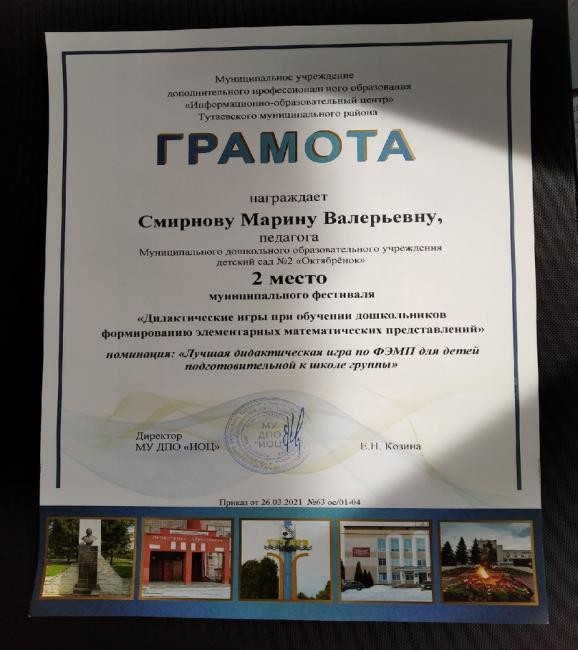 Муниципальное учреждение
дополнительного профессионального образования
«Информационно-образовательный центр»
Тутаевского муниципального района
ГРАМОТА
награждает
Смирнову Марину Валерьевну,
педагога
Муниципального дошкольного образовательного учреждения
детский сад №2 «Октябрёнок»
2 место
муниципального фестиваля
«Дидактические игры при обучении дошкольников
формированию элементарных математических представлений»
номинация: «Лучшая дидактическая игра по ФЭМП для детей
подготовительной к школе группы»
Директор
МУ ДПО «ИОЦ»
МУ
ДПО
"ИОЦ"
Е.Н. Козина
Приказ от 26.03.2021 №63 ос/01-04